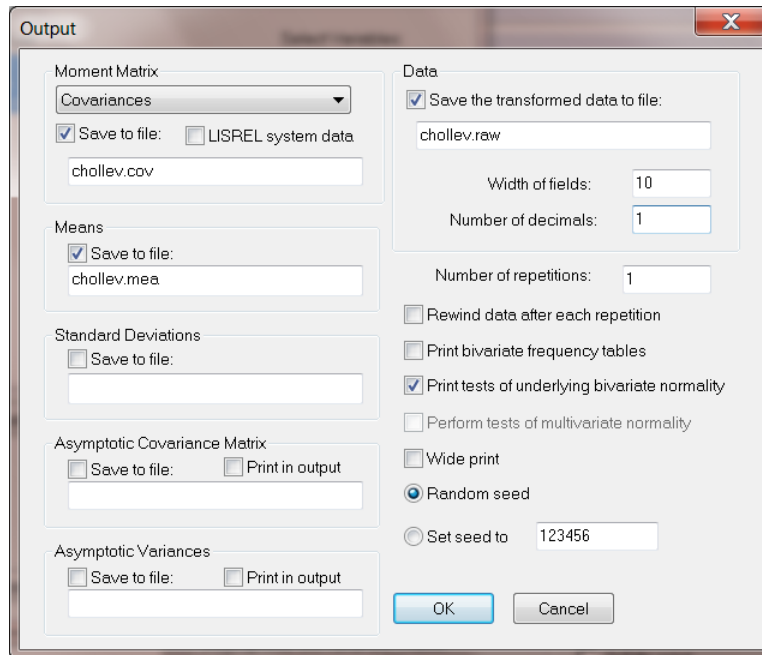 Output
Moment Matrix
Covariances
Save to file:
LISREL system data
chollev.cov
Means
Save to file:
chollev.mea
Standard Deviations
Save to file:
Asymptotic Covariance Matrix
Save to file:
Print in output
Asymptotic Variances
Save to file:
Print in output
Data
Save the transformed data to file:
chollev.raw
Width of fields: 10
Number of decimals: 1
Number of repetitions: 1
Rewind data after each repetition
Print bivariate frequency tables
Print tests of underlying bivariate normality
Perform tests of multivariate normality
Wide print
Random seed
Set seed to 123456
OK
Cancel